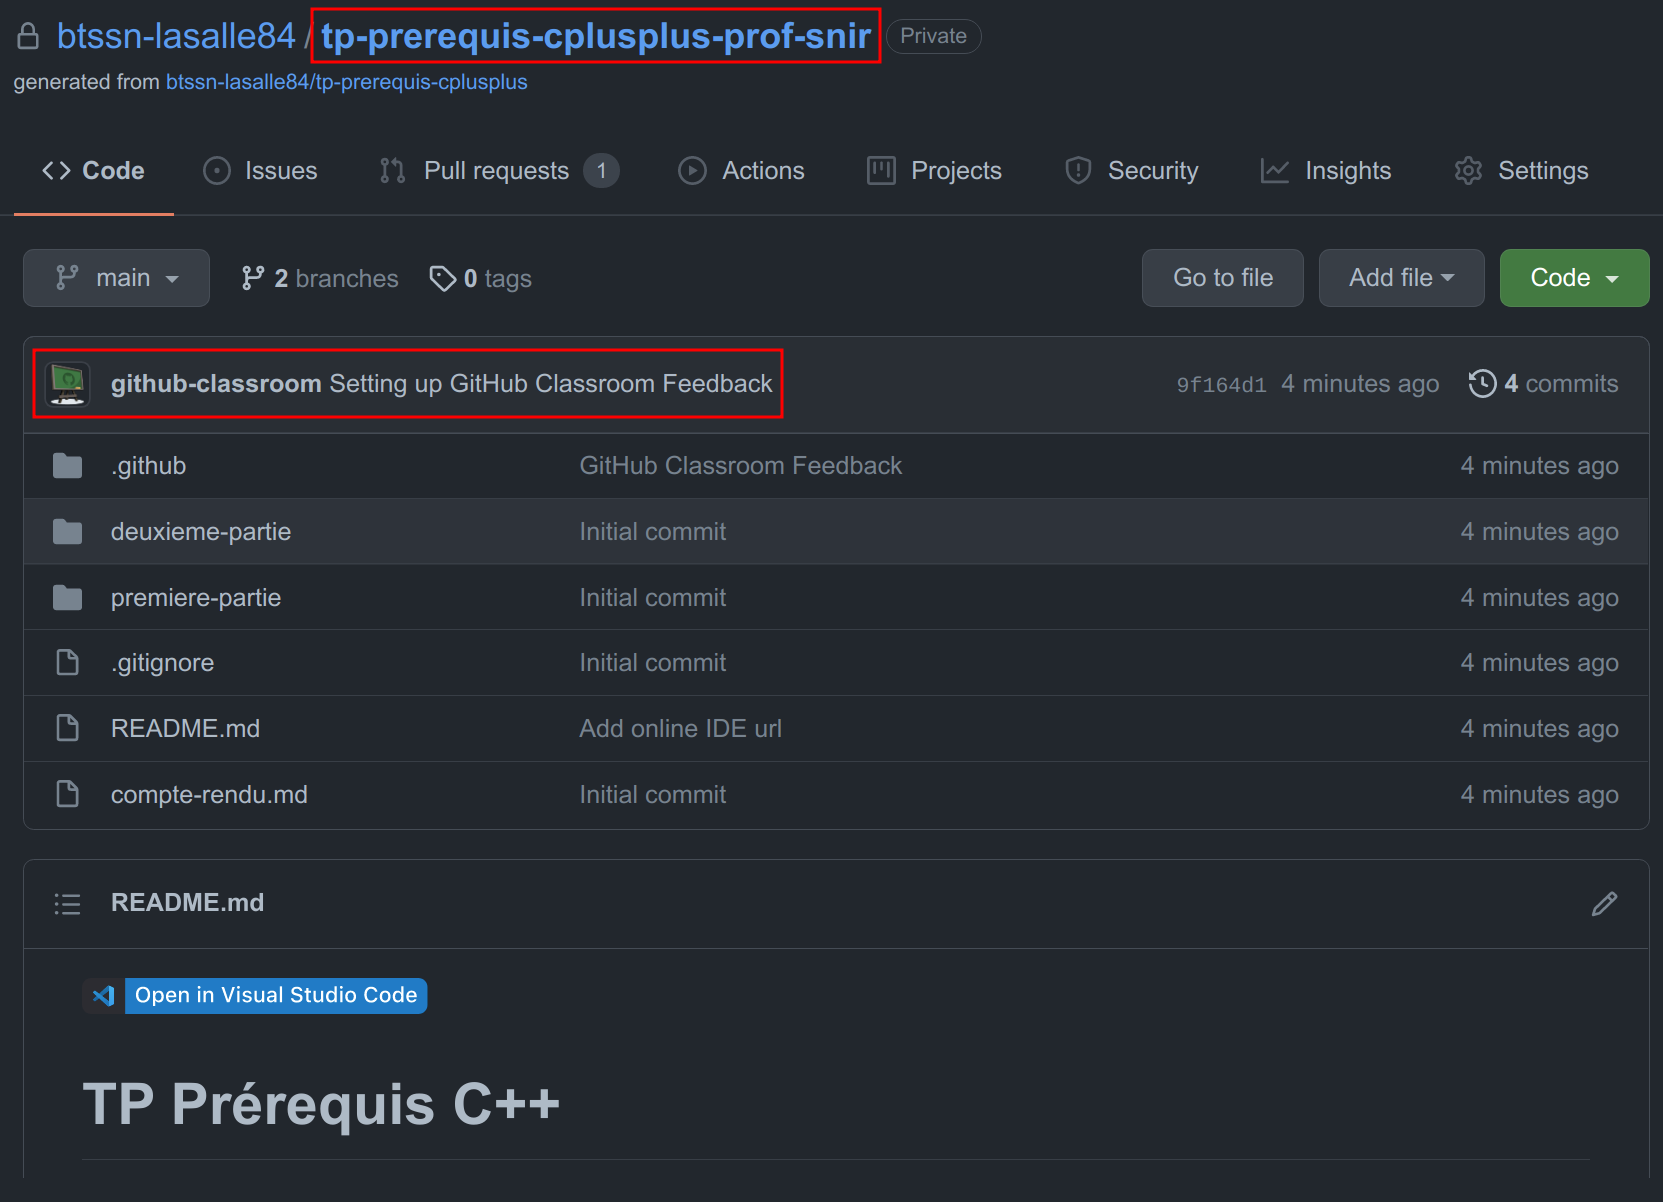 btssn-lasalle84 / tp-prerequis-cplusplus-prof-snir Private
generated from btssn-lasalle84/tp-prerequis-cplusplus
Code Issues Pull requests 1 Actions Projects Security Insights Settings
main 2 branches 0 tags Go to file Add file Code
github-classroom Setting up GitHub Classroom Feedback 9f164d1 4 minutes ago 4 commits
.github GitHub Classroom Feedback 4 minutes ago
deuxieme-partie Initial commit 4 minutes ago
premiere-partie Initial commit 4 minutes ago
.gitignore Initial commit 4 minutes ago
README.md Add online IDE url 4 minutes ago
compte-rendu.md Initial commit 4 minutes ago
README.md
Open in Visual Studio Code
TP Prérequis C++